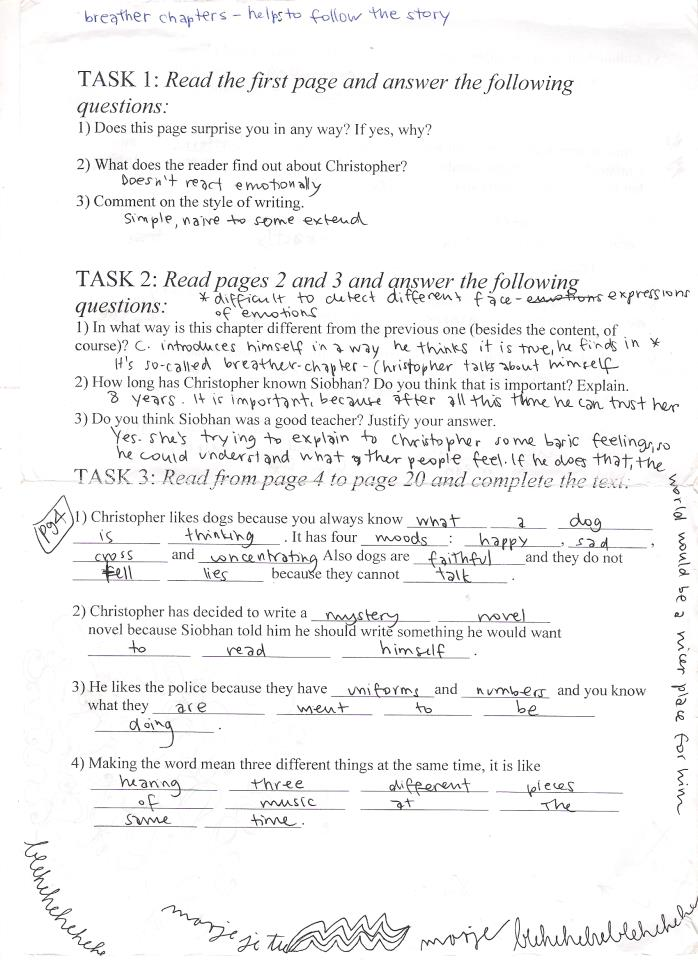 breather chapters – helps to follow the story
TASK 1: Read the first page and answer the following
questions:
1) Does this page surprise you in any way? If yes, why?
2) What does the reader find out about Christopher?
Doesn't react emotionally
3) Comment on the style of writing.
Simple, naive to some extend
TASK 2: Read pages 2 and 3 and answer the following
questions:
* difficult to detect different face-emotions expressions
of emotions
1) In what way is this chapter different from the previous one (besides the content, of
course)? C. introduces himself in a way he thinks it is true, he finds in *
It's so-called breather-chapter - Christopher talks about himself
2) How long has Christopher known Siobhan? Do you think that is important? Explain.
8 years. It is important, because after all this time he can trust her
3) Do you think Siobhan was a good teacher? Justify your answer.
Yes. she's trying to explain to Christopher some baric feelings, so
he could understand what other people feel. If he does that, the
world would be a nicer place for him
TASK 3: Read from page 4 to page 20 and complete the text:
pg4
1) Christopher likes dogs because you always know what a dog
is thinking. It has four moods: happy, sad,
cross and concentrating Also dogs are faithful and they do not
tell lies because they cannot talk.
2) Christopher has decided to write a mystery novel
novel because Siobhan told him he should write something he would want
to read himself.
3) He likes the police because they have uniforms and numbers and you know
what they are ment to be
doing.
4) Making the word mean three different things at the same time, it is like
hearing three different pieces
of music at The
same time.
blehehehehehe
morje je tu
morje
blehehehebleheheh